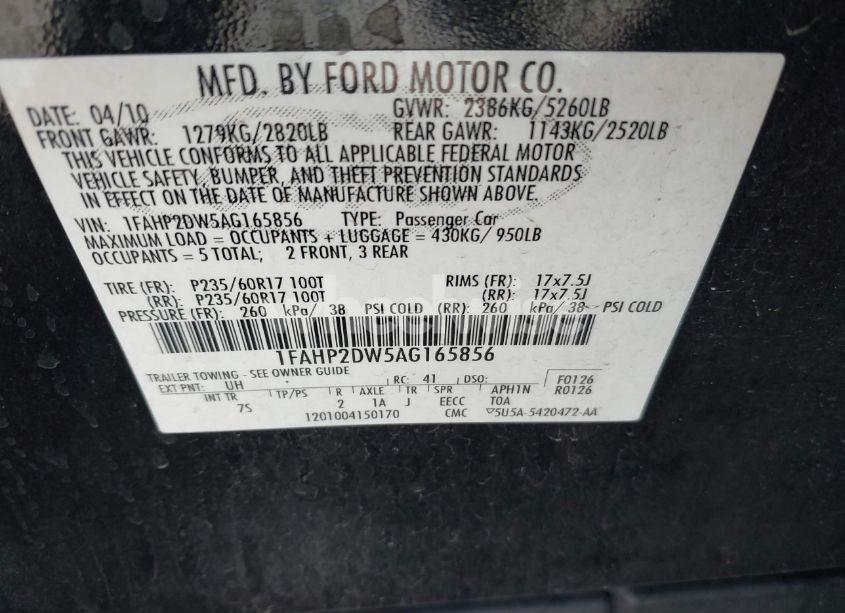 MFD. BY FORD MOTOR CO.
DATE: 04/10 GVWR: 2386KG/5260LB
FRONT GAWR: 1279KG/2820LB REAR GAWR: 1143KG/2520LB
THIS VEHICLE CONFORMS TO ALL APPLICABLE FEDERAL MOTOR
VEHICLE SAFETY, BUMPER, AND THEFT PREVENTION STANDARDS
IN EFFECT ON THE DATE OF MANUFACTURE SHOWN ABOVE.
VIN: 1FAHP2DW5AG165856 TYPE: Passenger Car
MAXIMUM LOAD = OCCUPANTS + LUGGAGE = 430KG/ 950LB
OCCUPANTS = 5 TOTAL; 2 FRONT, 3 REAR
TIRE (FR): P235/60R17 100T RIMS (FR): 17x7.5J
(RR): P235/60R17 100T (RR): 17x7.5J
PRESSURE (FR): 260 kPa/ 38 PSI COLD (RR): 260 kPa/ 38 PSI COLD
1FAHP2DW5AG165856
TRAILER TOWING - SEE OWNER GUIDE
EXT PNT: UH RC: 41 DSO: F0126
INT TR TP/PS R AXLE TR SPR APH1N R0126
7S 2 1A J EECC TOA
1201004150170 CMC ▽5U5A-5420472-AA